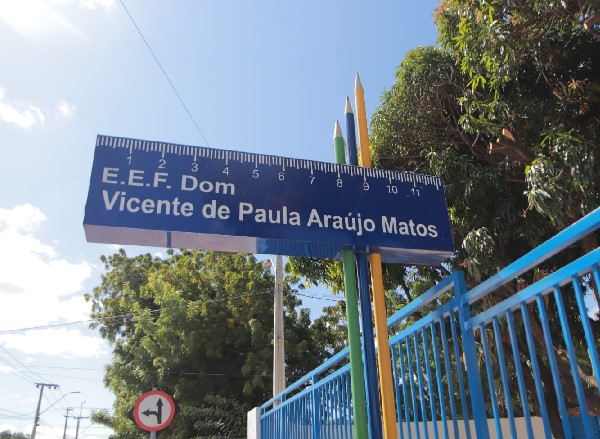 1 2 3 4 5 6 7 8 9 10 11
E.E.F. Dom
Vicente de Paula Araújo Matos